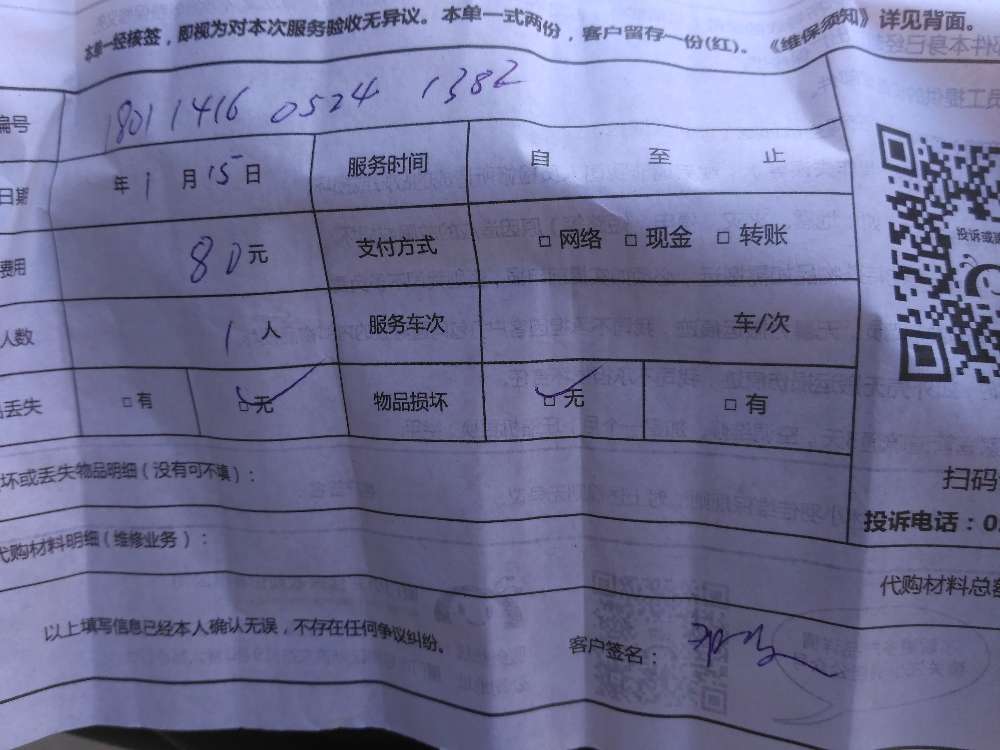 本单一经核签，即视为对本次服务验收无异议。本单一式两份，客户留存一份(红)。《维保须知》详见背面。
编号 1801 1416 0524 1382
日期 年 1 月 15 日 服务时间 自 至 止
费用 80 元 支付方式 □ 网络 □ 现金 □ 转账
人数 1 人 服务车次 车/次
丢失 □ 有 □ 无 物品损坏 □ 无 □ 有
投诉或
坏或丢失物品明细（没有可不填）：
扫码
投诉电话：0
代购材料明细（维修业务）：
代购材料总额
以上填写信息已经本人确认无误，不存在任何争议纠纷。
客户签名：